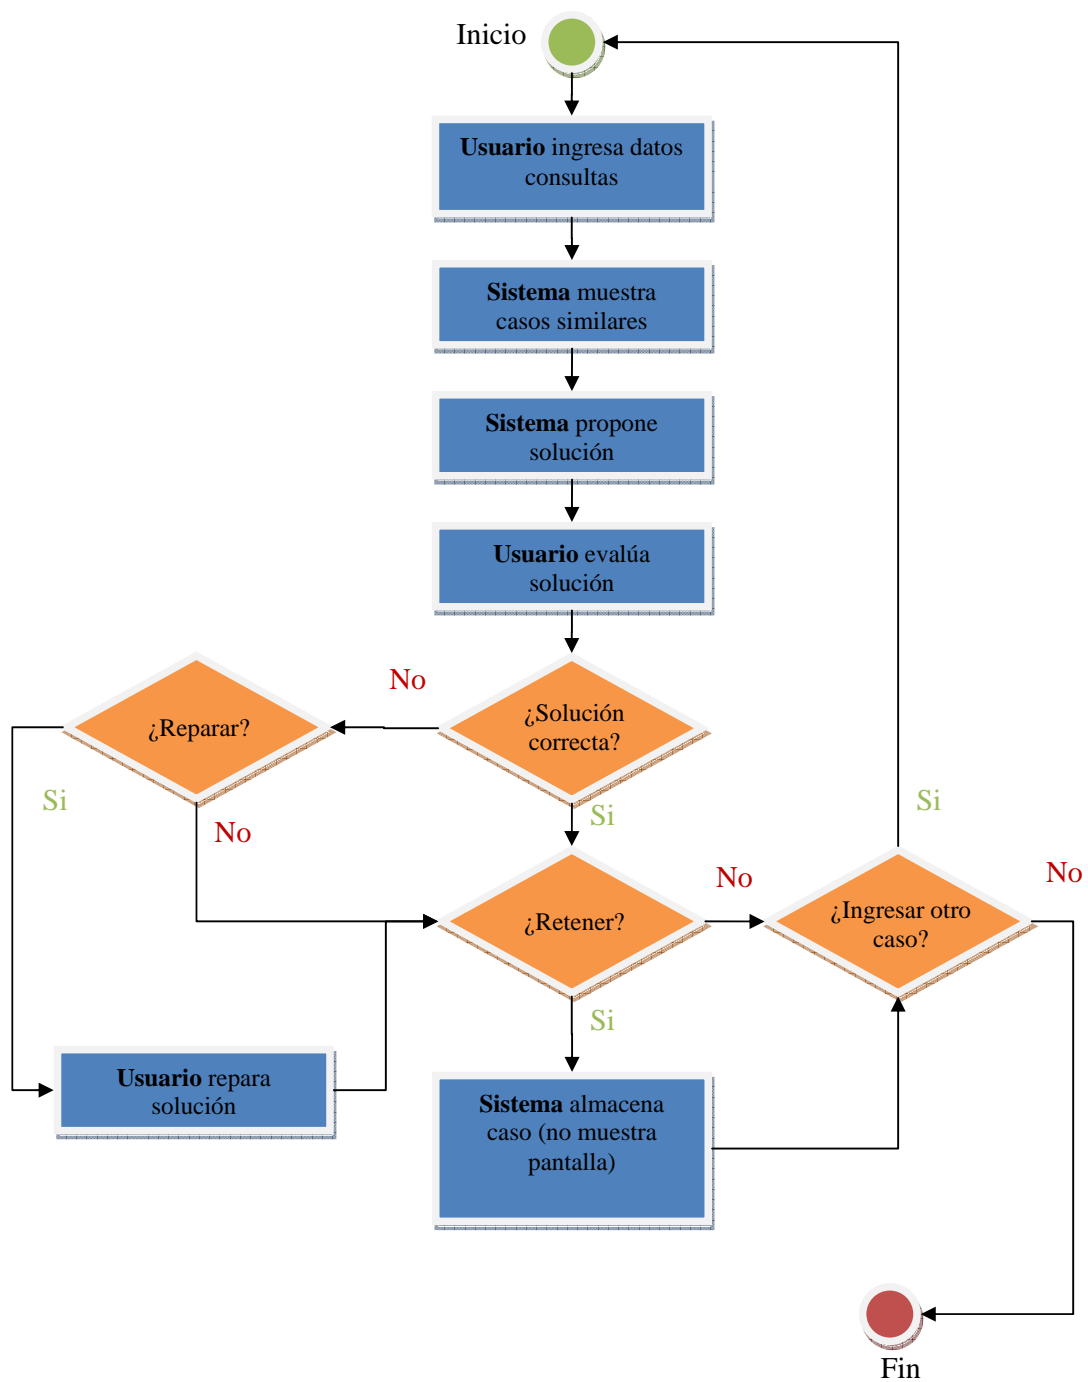 Inicio
Usuario ingresa datos
consultas
Sistema muestra
casos similares
Sistema propone
solución
Usuario evalúa
solución
No
¿Reparar?
¿Solución
correcta?
Si
No
Si
Si
¿Retener?
No
¿Ingresar otro
caso?
No
Si
Usuario repara
solución
Sistema almacena
caso (no muestra
pantalla)
Fin